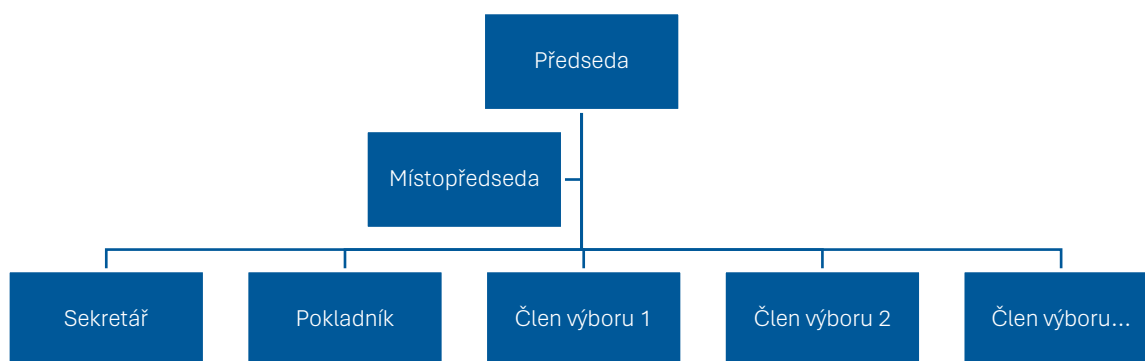 Předseda
Místopředseda
Sekretář
Pokladník
Člen výboru 1
Člen výboru 2
Člen výboru...